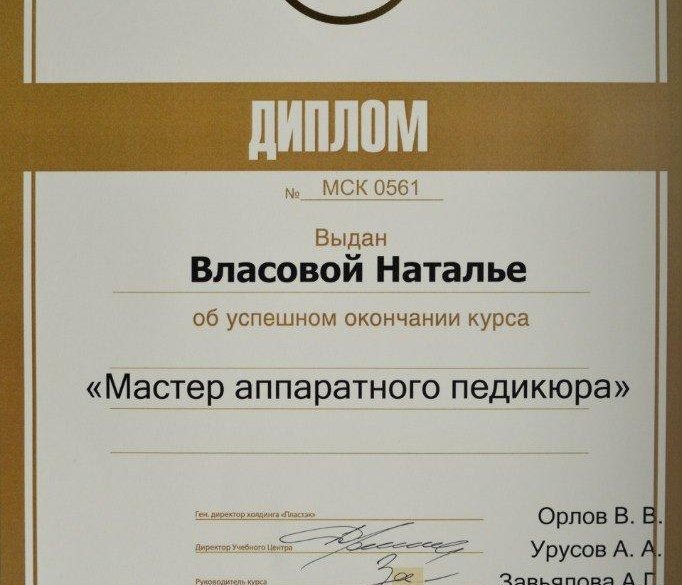 ДИПЛОМ
№ МСК 0561
Выдан
Власовой Наталье
об успешном окончании курса
«Мастер аппаратного педикюра»
Ген. директор холдинга «Пластэк» Орлов В. В.
Директор Учебного Центра Урусов А. А.
Руководитель курса Завьялова А.Г.